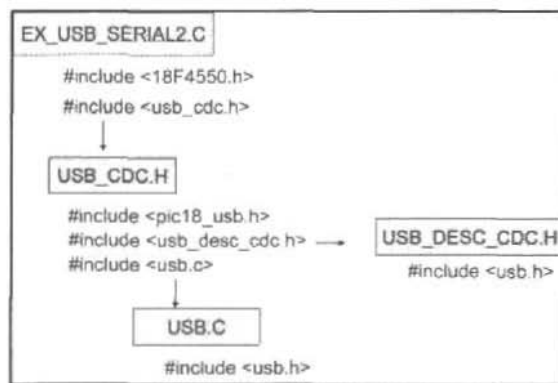 EX_USB_SERIAL2.C
#include <18F4550.h>
#include <usb_cdc.h>
USB_CDC.H
#include <pic18_usb.h>
#include <usb_desc_cdc.h>
#include <usb.c>
USB_DESC_CDC.H
#include <usb.h>
USB.C
#include <usb.h>